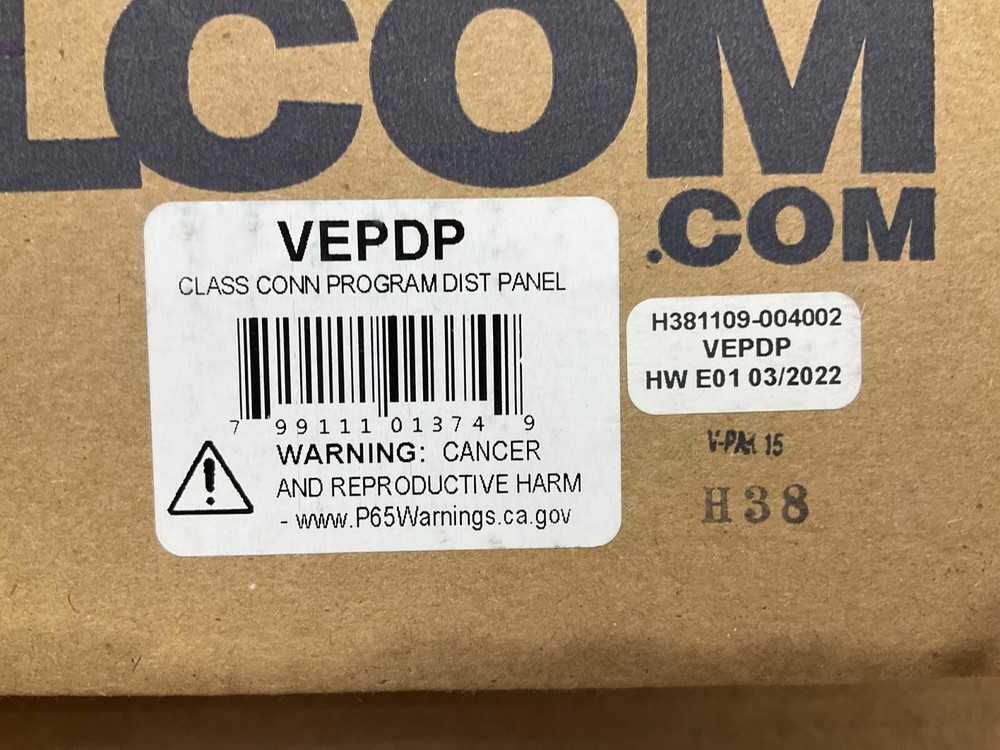 LCOM
.COM
VEPDP
CLASS CONN PROGRAM DIST PANEL
7 99111 01374 9
WARNING: CANCER
AND REPRODUCTIVE HARM
- www.P65Warnings.ca.gov
H381109-004002
VEPDP
HW E01 03/2022
15
H38